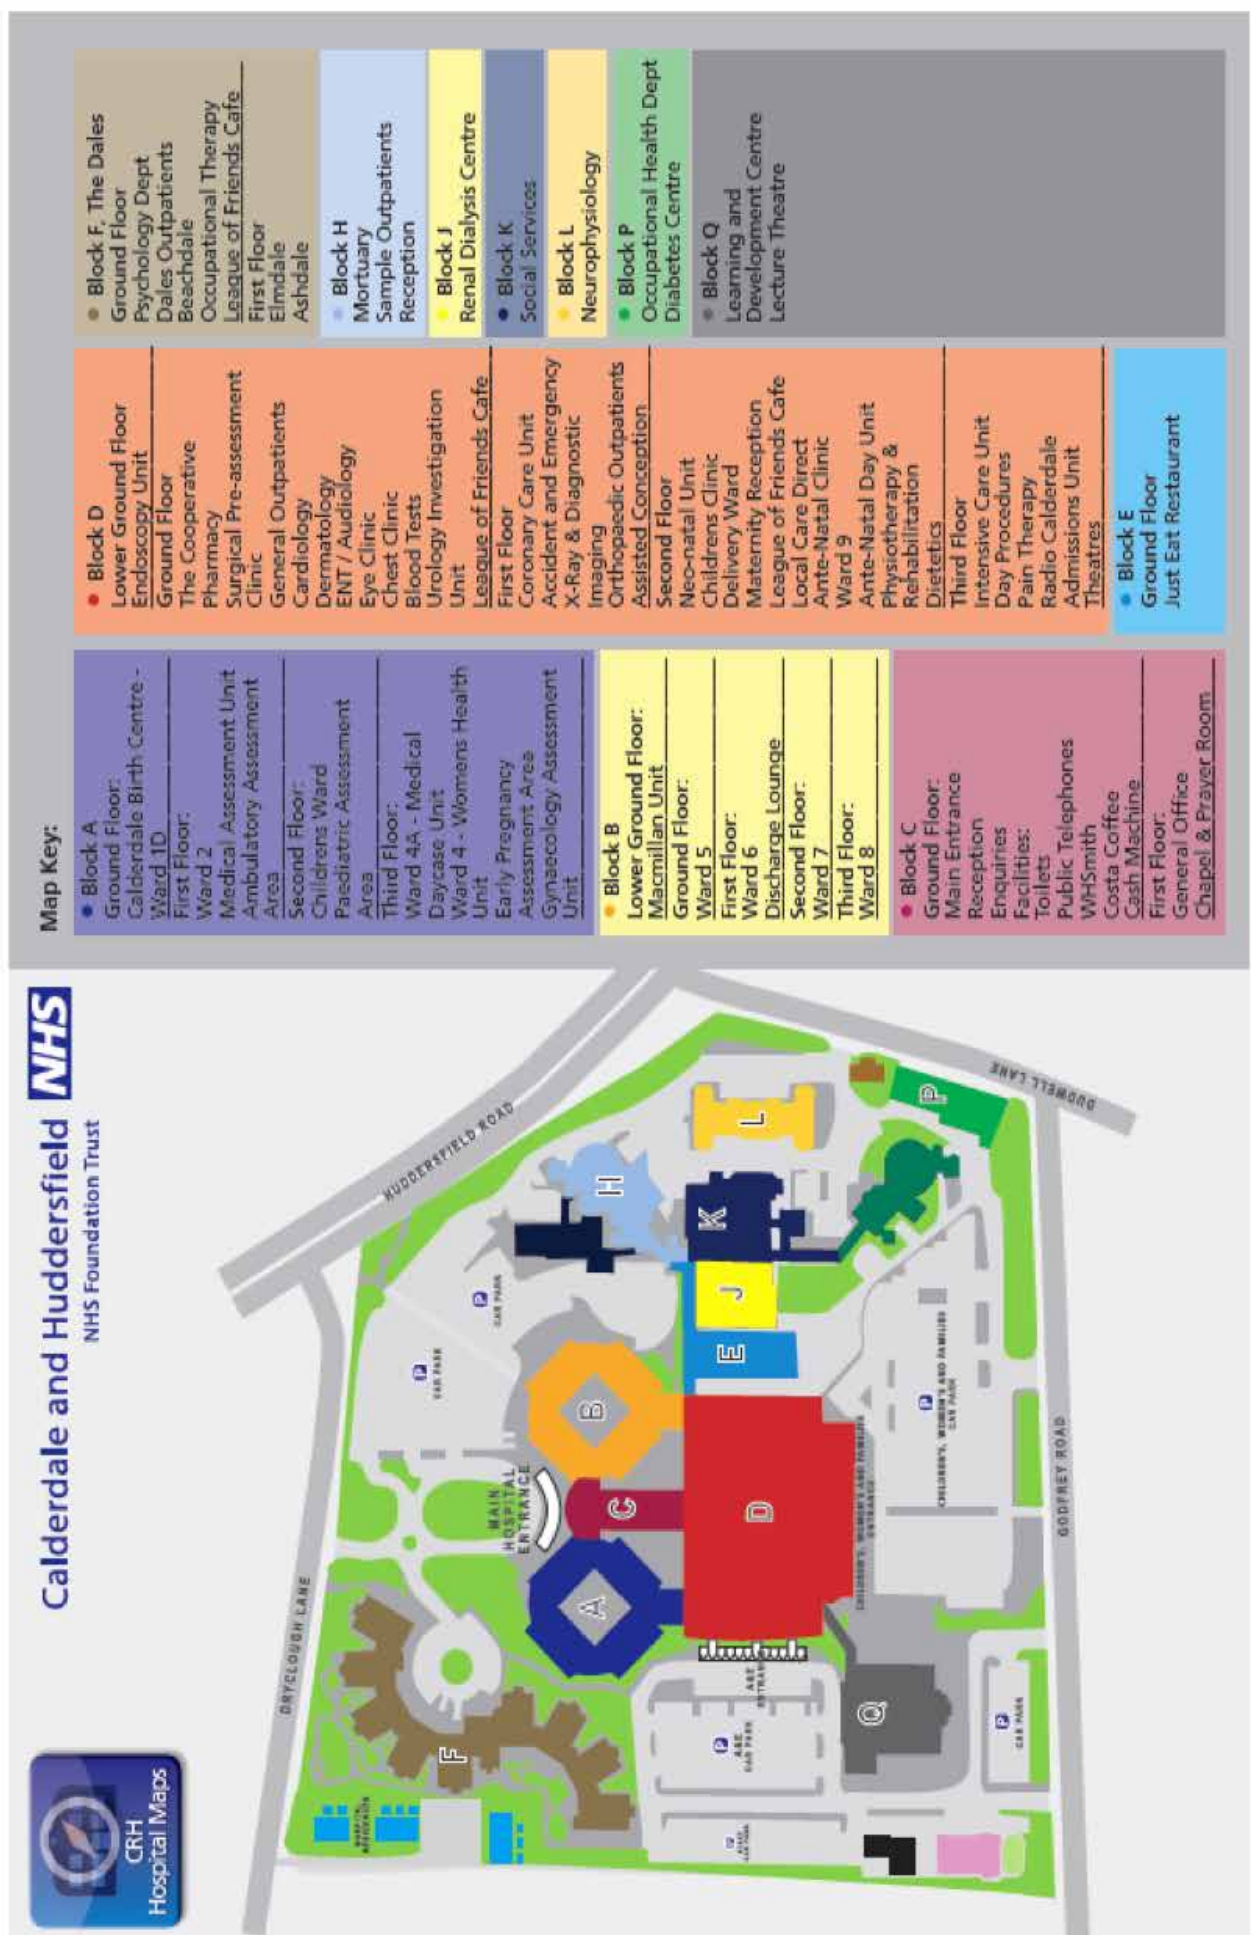 CRH
Hospital Maps
Calderdale and Huddersfield NHS
NHS Foundation Trust
DRYCLOUGH LANE
HUDDERSFIELD ROAD
DUDWELL LANE
GODFREY ROAD
MAIN
HOSPITAL
ENTRANCE
P
CAR PARK
P
CAR PARK
F
A
C
B
D
E
J
K
H
L
P
Q
A&E
P
A&E
CAR PARK
P
P
CAR PARK
CHILDREN'S, WOMEN'S AND FAMILIES
ENTRANCE
P
CHILDREN'S, WOMEN'S AND FAMILIES
CAR PARK
Map Key:
Block A
Ground Floor:
Calderdale Birth Centre -
Ward 1D
First Floor:
Ward 2
Medical Assessment Unit
Ambulatory Assessment
Area
Second Floor:
Childrens Ward
Paediatric Assessment
Area
Third Floor:
Ward 4A - Medical
Daycase Unit
Ward 4 - Womens Health
Unit
Early Pregnancy
Assessment Area
Gynaecology Assessment
Unit
Block B
Lower Ground Floor:
Macmillan Unit
Ground Floor:
Ward 5
First Floor:
Ward 6
Discharge Lounge
Second Floor:
Ward 7
Third Floor:
Ward 8
Block C
Ground Floor:
Main Entrance
Reception
Enquiries
Facilities:
Toilets
Public Telephones
WHSmith
Costa Coffee
Cash Machine
First Floor:
General Office
Chapel & Prayer Room
Block D
Lower Ground Floor
Endoscopy Unit
Ground Floor
The Cooperative
Pharmacy
Surgical Pre-assessment
Clinic
General Outpatients
Cardiology
Dermatology
ENT / Audiology
Eye Clinic
Chest Clinic
Blood Tests
Urology Investigation
Unit
League of Friends Cafe
First Floor
Coronary Care Unit
Accident and Emergency
X-Ray & Diagnostic
Imaging
Orthopaedic Outpatients
Assisted Conception
Second Floor
Neo-natal Unit
Childrens Clinic
Delivery Ward
Maternity Reception
League of Friends Cafe
Local Care Direct
Ante-Natal Clinic
Ward 9
Ante-Natal Day Unit
Physiotherapy &
Rehabilitation
Dietetics
Third Floor
Intensive Care Unit
Day Procedures
Pain Therapy
Radio Calderdale
Admissions Unit
Theatres
Block E
Ground Floor
Just Eat Restaurant
Block F, The Dales
Ground Floor
Psychology Dept
Dales Outpatients
Beachdale
Occupational Therapy
League of Friends Cafe
First Floor
Elmdale
Ashdale
Block H
Mortuary
Sample Outpatients
Reception
Block J
Renal Dialysis Centre
Block K
Social Services
Block L
Neurophysiology
Block P
Occupational Health Dept
Diabetes Centre
Block Q
Learning and
Development Centre
Lecture Theatre